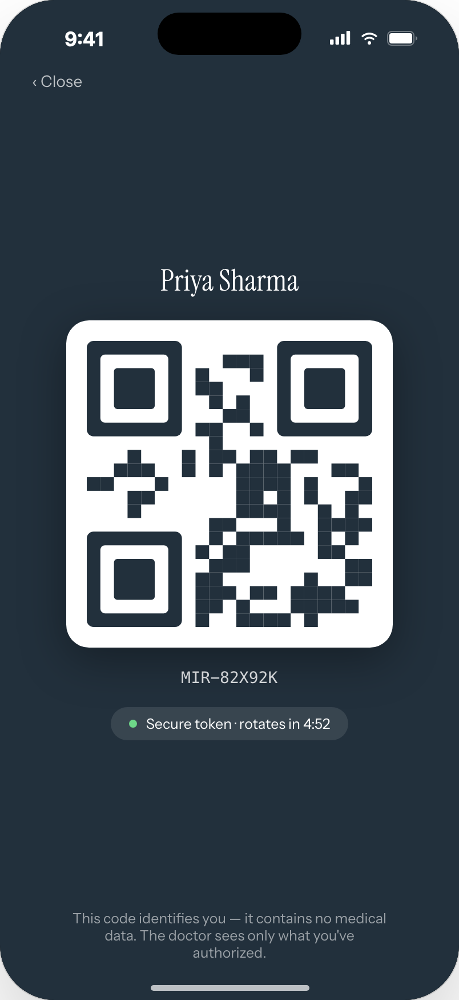 9:41
‹ Close
Priya Sharma
MIR–82X92K
Secure token · rotates in 4:52
This code identifies you — it contains no medical
data. The doctor sees only what you've
authorized.